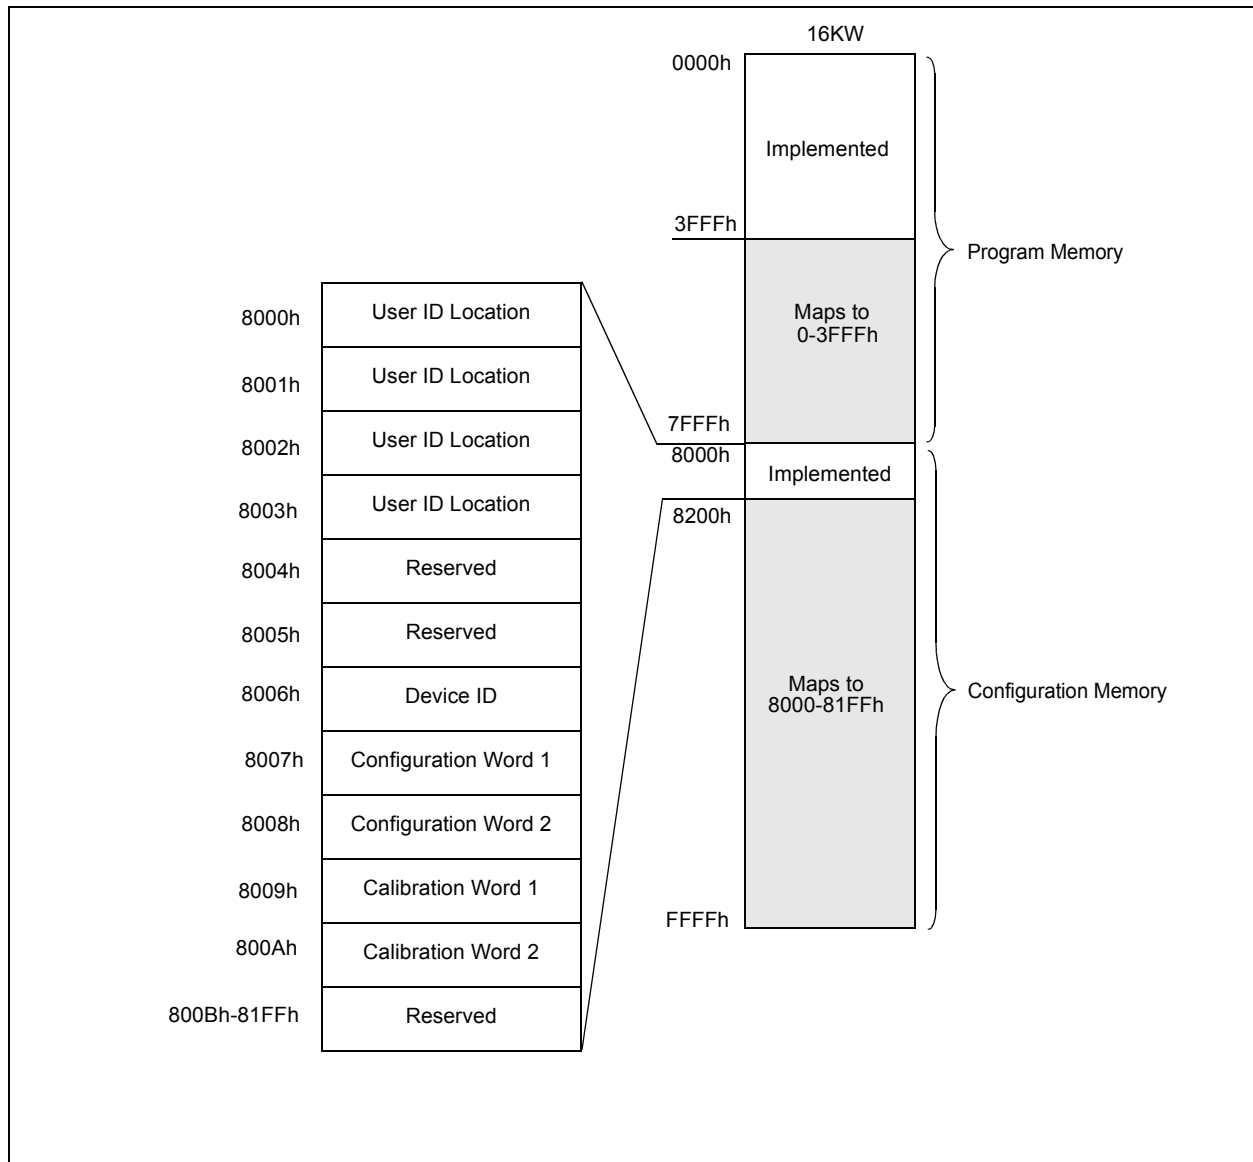 16KW
0000h
Implemented
3FFFh
Program Memory
Maps to
0-3FFFh
7FFFh
8000h
Implemented
8200h
Maps to
8000-81FFh
Configuration Memory
FFFFh
8000h
User ID Location
8001h
User ID Location
8002h
User ID Location
8003h
User ID Location
8004h
Reserved
8005h
Reserved
8006h
Device ID
8007h
Configuration Word 1
8008h
Configuration Word 2
8009h
Calibration Word 1
800Ah
Calibration Word 2
800Bh-81FFh
Reserved